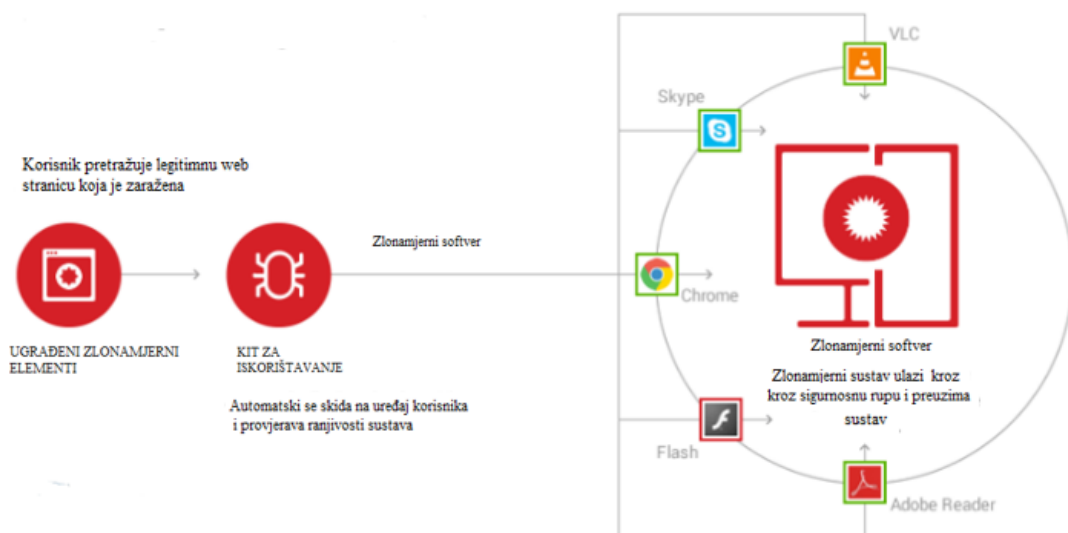 Korisnik pretražuje legitimnu web
stranicu koja je zaražena
UGRAĐENI ZLONAMJERNI
ELEMENTI
KIT ZA
ISKORIŠTAVANJE
Automatski se skida na uređaj korisnika
i provjerava ranjivosti sustava
Zlonamjerni softver
VLC
Skype
Chrome
Flash
Adobe Reader
Zlonamjerni softver
Zlonamjerni sustav ulazi kroz
kroz sigurnosnu rupu i preuzima
sustav